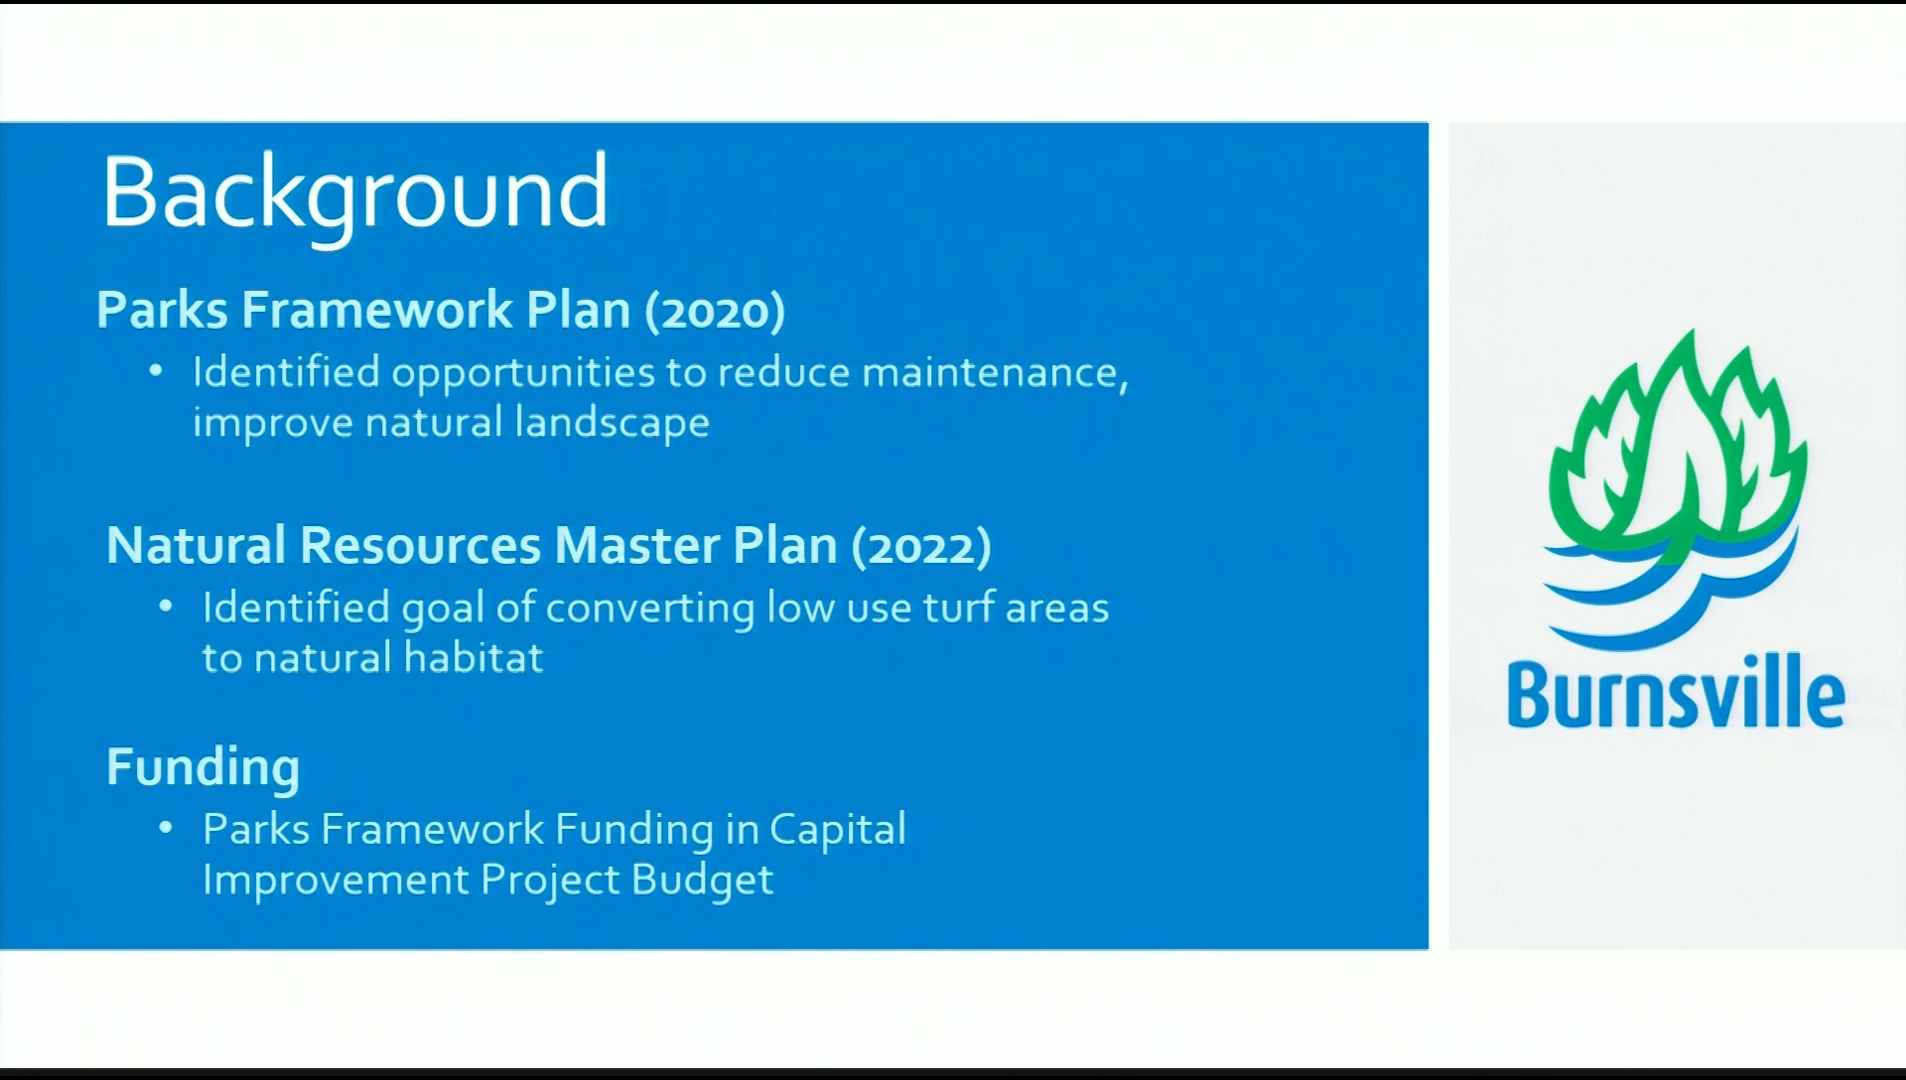 Background
Parks Framework Plan (2020)
• Identified opportunities to reduce maintenance,
improve natural landscape
Natural Resources Master Plan (2022)
• Identified goal of converting low use turf areas
to natural habitat
Funding
• Parks Framework Funding in Capital
Improvement Project Budget
Burnsville